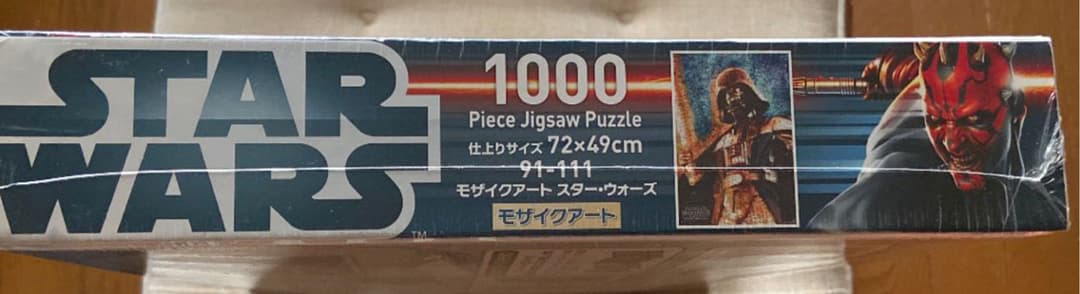 STAR
WARS
TM
1000
Piece Jigsaw Puzzle
仕上りサイズ 72×49cm
91-111
モザイクアート スター・ウォーズ
モザイクアート